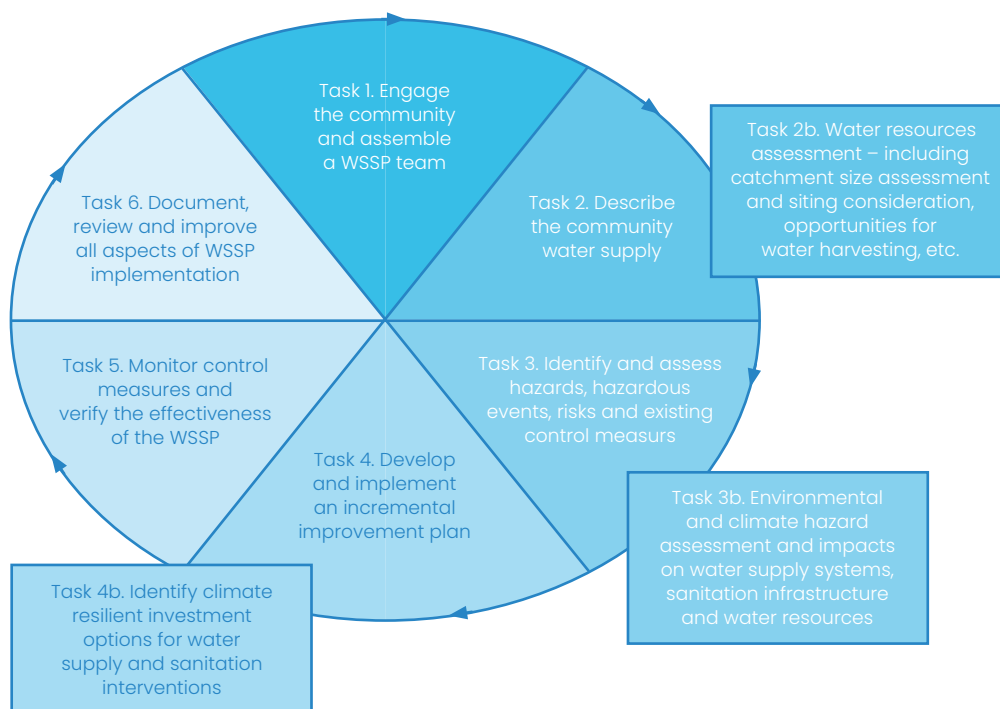 Task 1. Engage
the community
and assemble
a WSSP team
Task 2. Describe
the community
water supply
Task 2b. Water resources
assessment – including
catchment size assessment
and siting consideration,
opportunities for
water harvesting, etc.
Task 3. Identify and assess
hazards, hazardous
events, risks and existing
control measurs
Task 3b. Environmental
and climate hazard
assessment and impacts
on water supply systems,
sanitation infrastructure
and water resources
Task 4. Develop
and implement
an incremental
improvement plan
Task 4b. Identify climate
resilient investment
options for water
supply and sanitation
interventions
Task 5. Monitor control
measures and
verify the effectiveness
of the WSSP
Task 6. Document,
review and improve
all aspects of WSSP
implementation